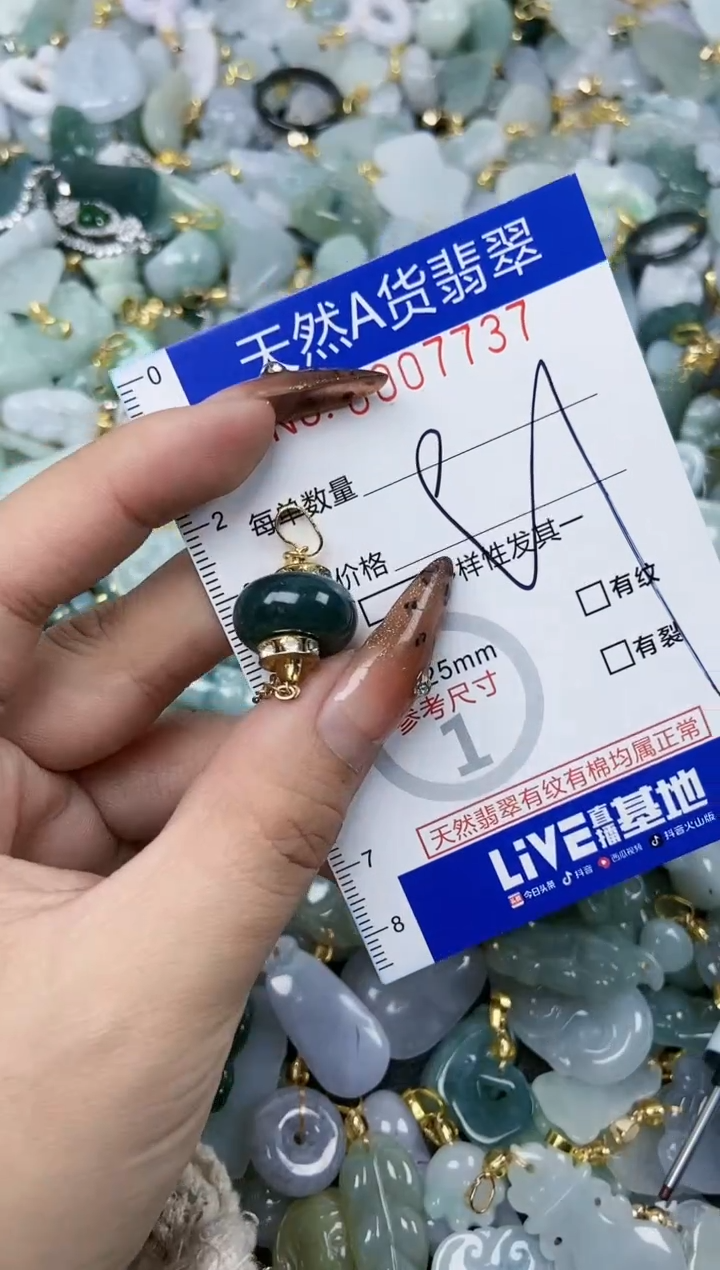 天然A货翡翠
NO. 0007737
0
2
每单数量
价格
样性发其一
有纹
有裂
25mm
参考尺寸
1
天然翡翠有纹有棉均属正常
7
LiVE直播基地
8
今日头条 抖音 西瓜视频 抖音火山版